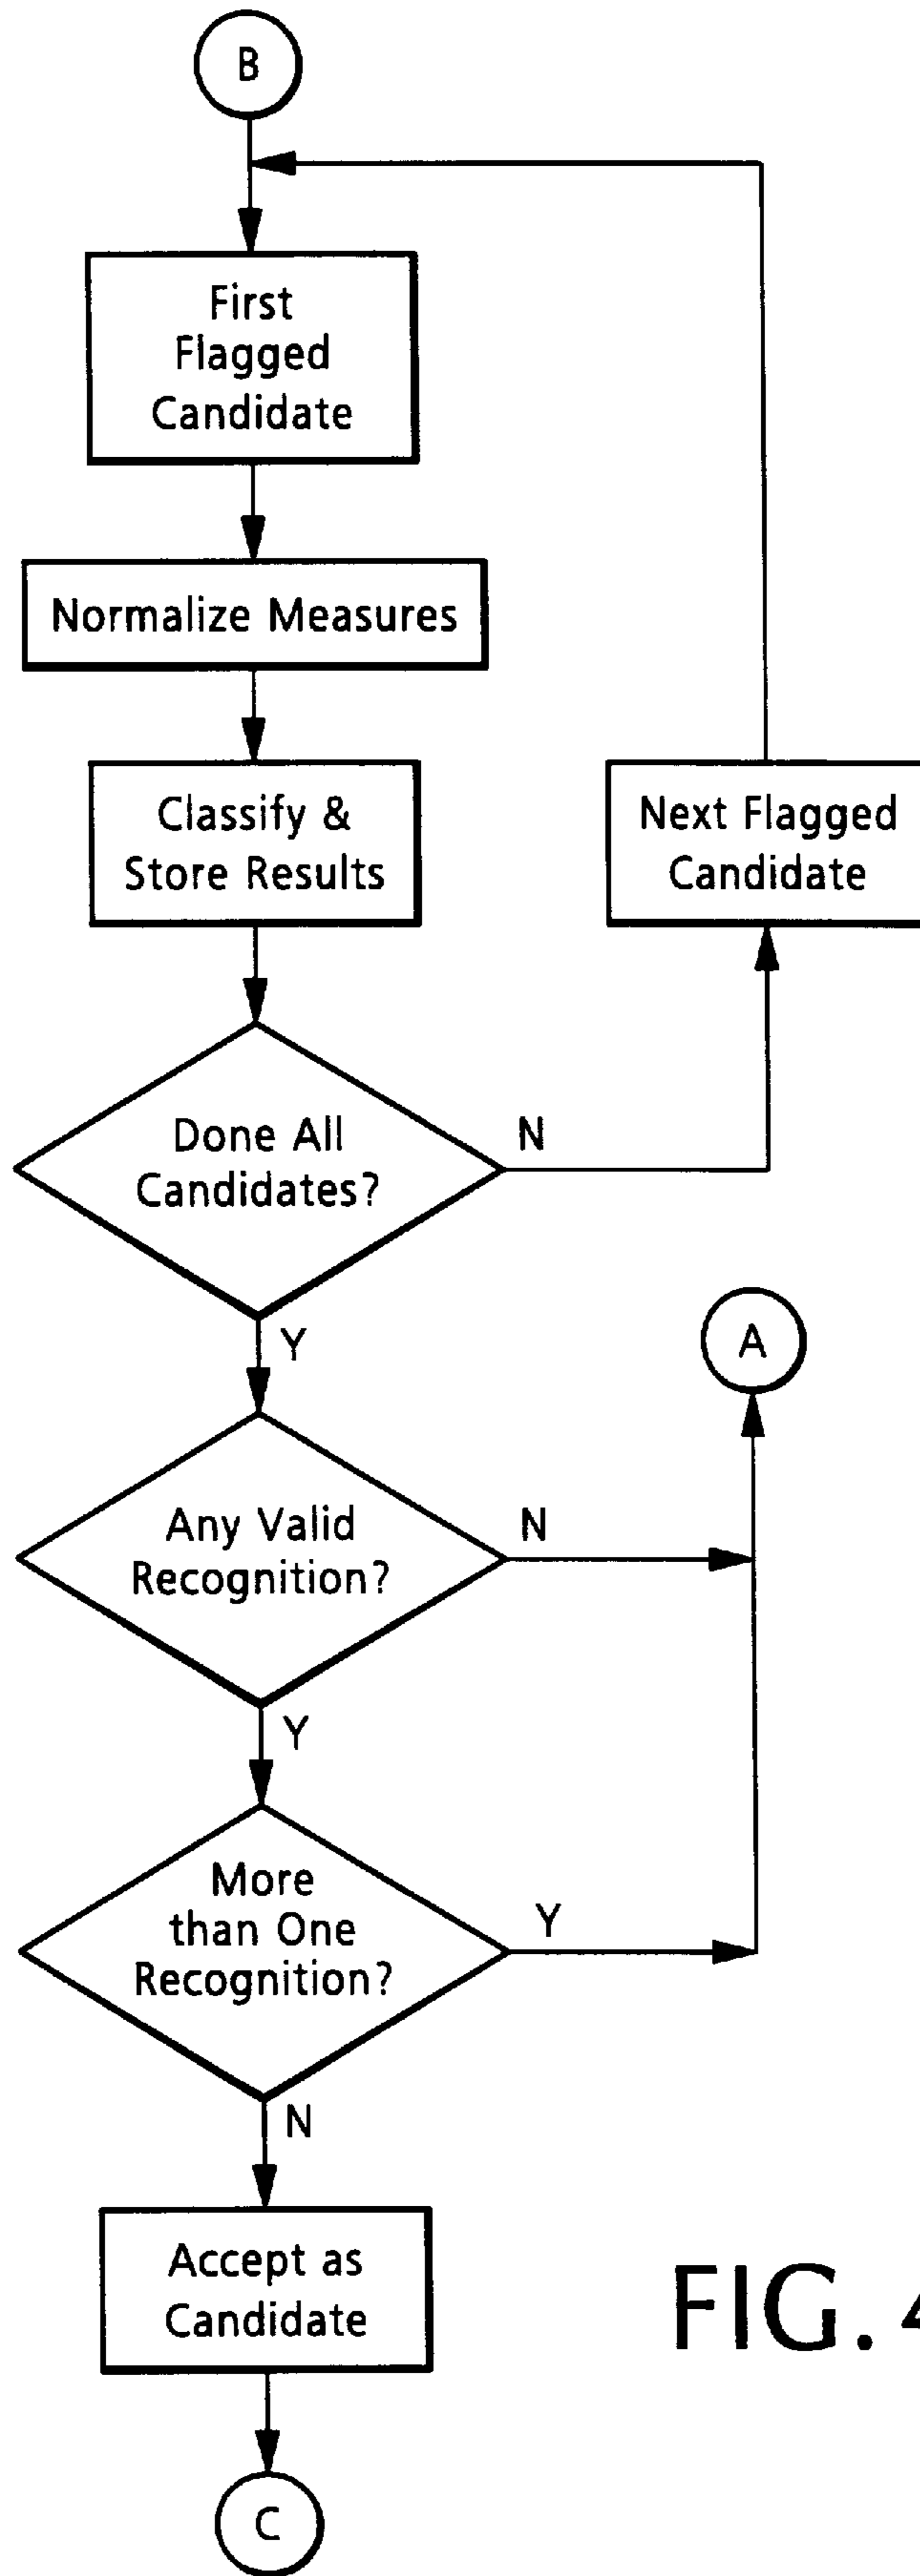 B
First
Flagged
Candidate
Normalize Measures
Classify &
Store Results
Next Flagged
Candidate
Done All
Candidates?
N
Y
A
Any Valid
Recognition?
N
Y
More
than One
Recognition?
Y
N
Accept as
Candidate
C
FIG. 4